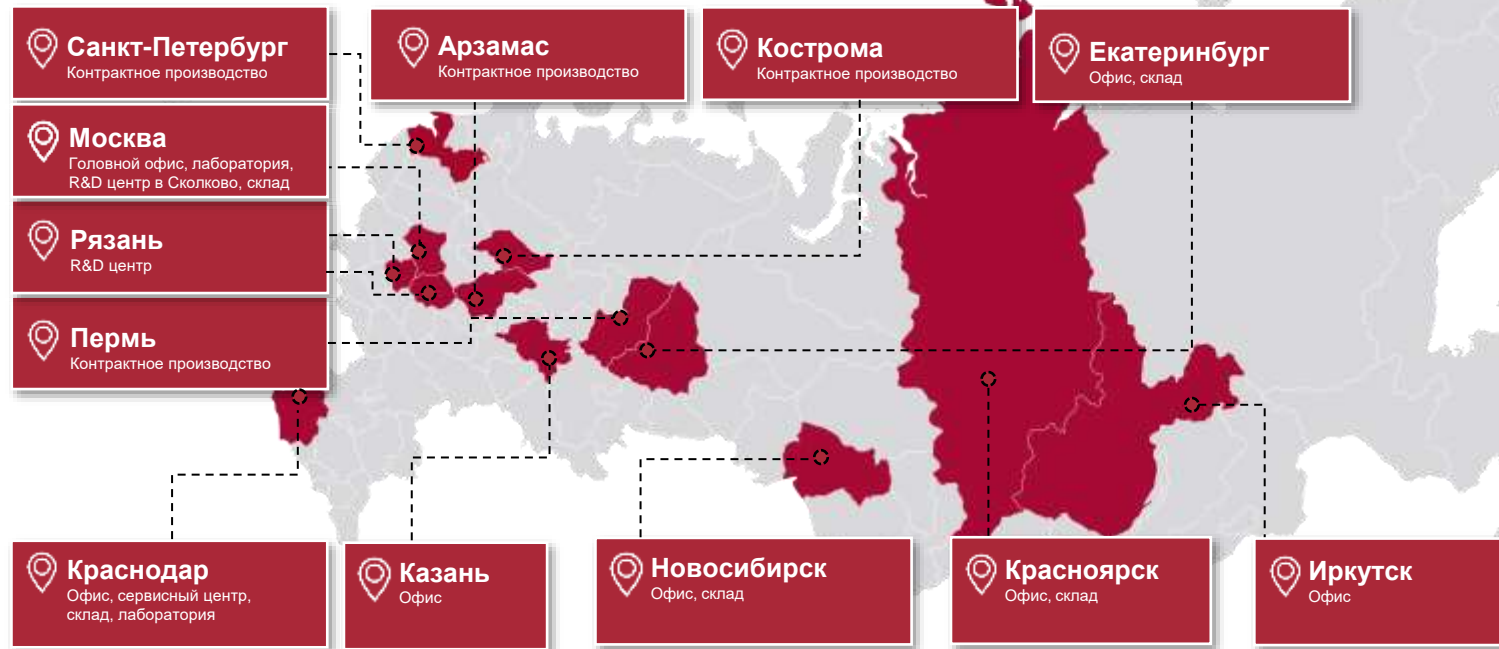 Санкт-Петербург
Контрактное производство
Арзамас
Контрактное производство
Кострома
Контрактное производство
Екатеринбург
Офис, склад
Москва
Головной офис, лаборатория,
R&D центр в Сколково, склад
Рязань
R&D центр
Пермь
Контрактное производство
Краснодар
Офис, сервисный центр,
склад, лаборатория
Казань
Офис
Новосибирск
Офис, склад
Красноярск
Офис, склад
Иркутск
Офис